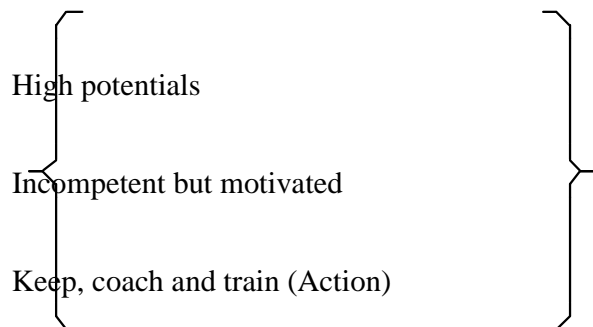 High potentials
Incompetent but motivated
Keep, coach and train (Action)